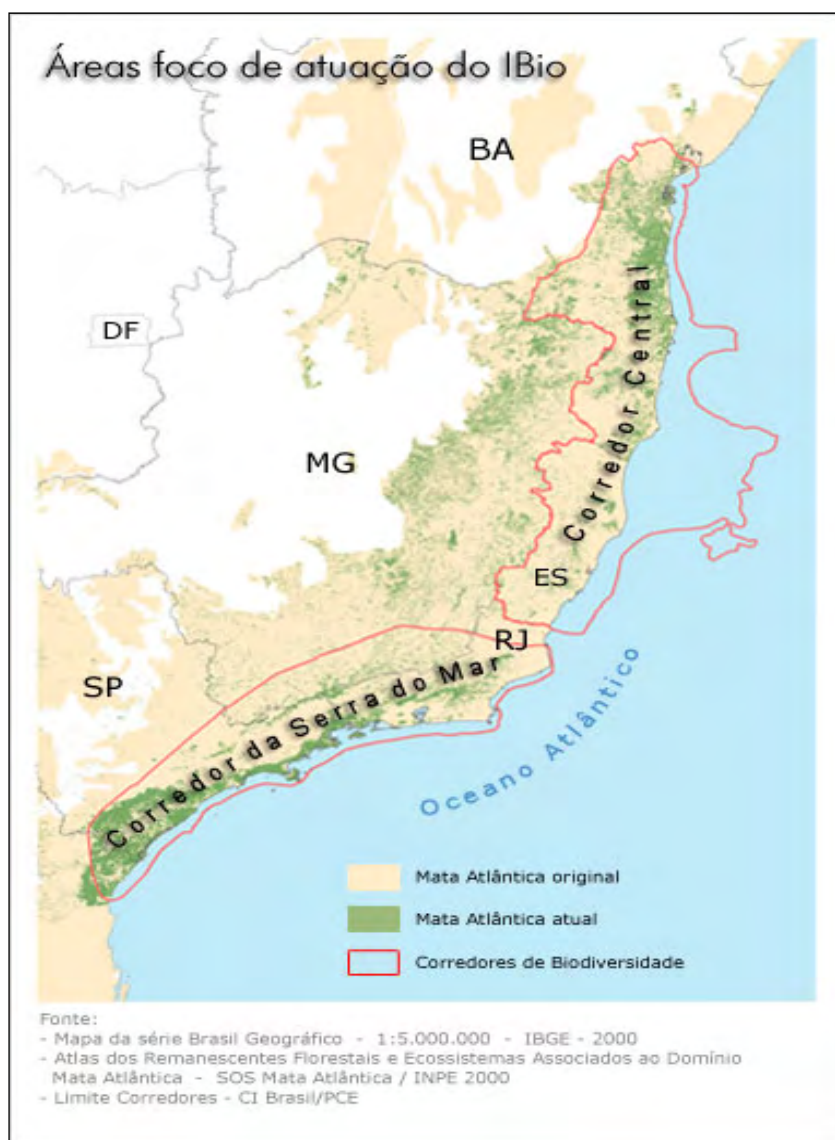 Áreas foco de atuação do IBio
BA
DF
MG
Corredor Central
ES
RJ
SP
Corredor da Serra do Mar
Oceano Atlântico
Mata Atlântica original
Mata Atlântica atual
Corredores de Biodiversidade
Fonte:
- Mapa da série Brasil Geográfico - 1:5.000.000 - IBGE - 2000
- Atlas dos Remanescentes Florestais e Ecossistemas Associados ao Domínio
Mata Atlântica - SOS Mata Atlântica / INPE 2000
- Limite Corredores - CI Brasil/PCE